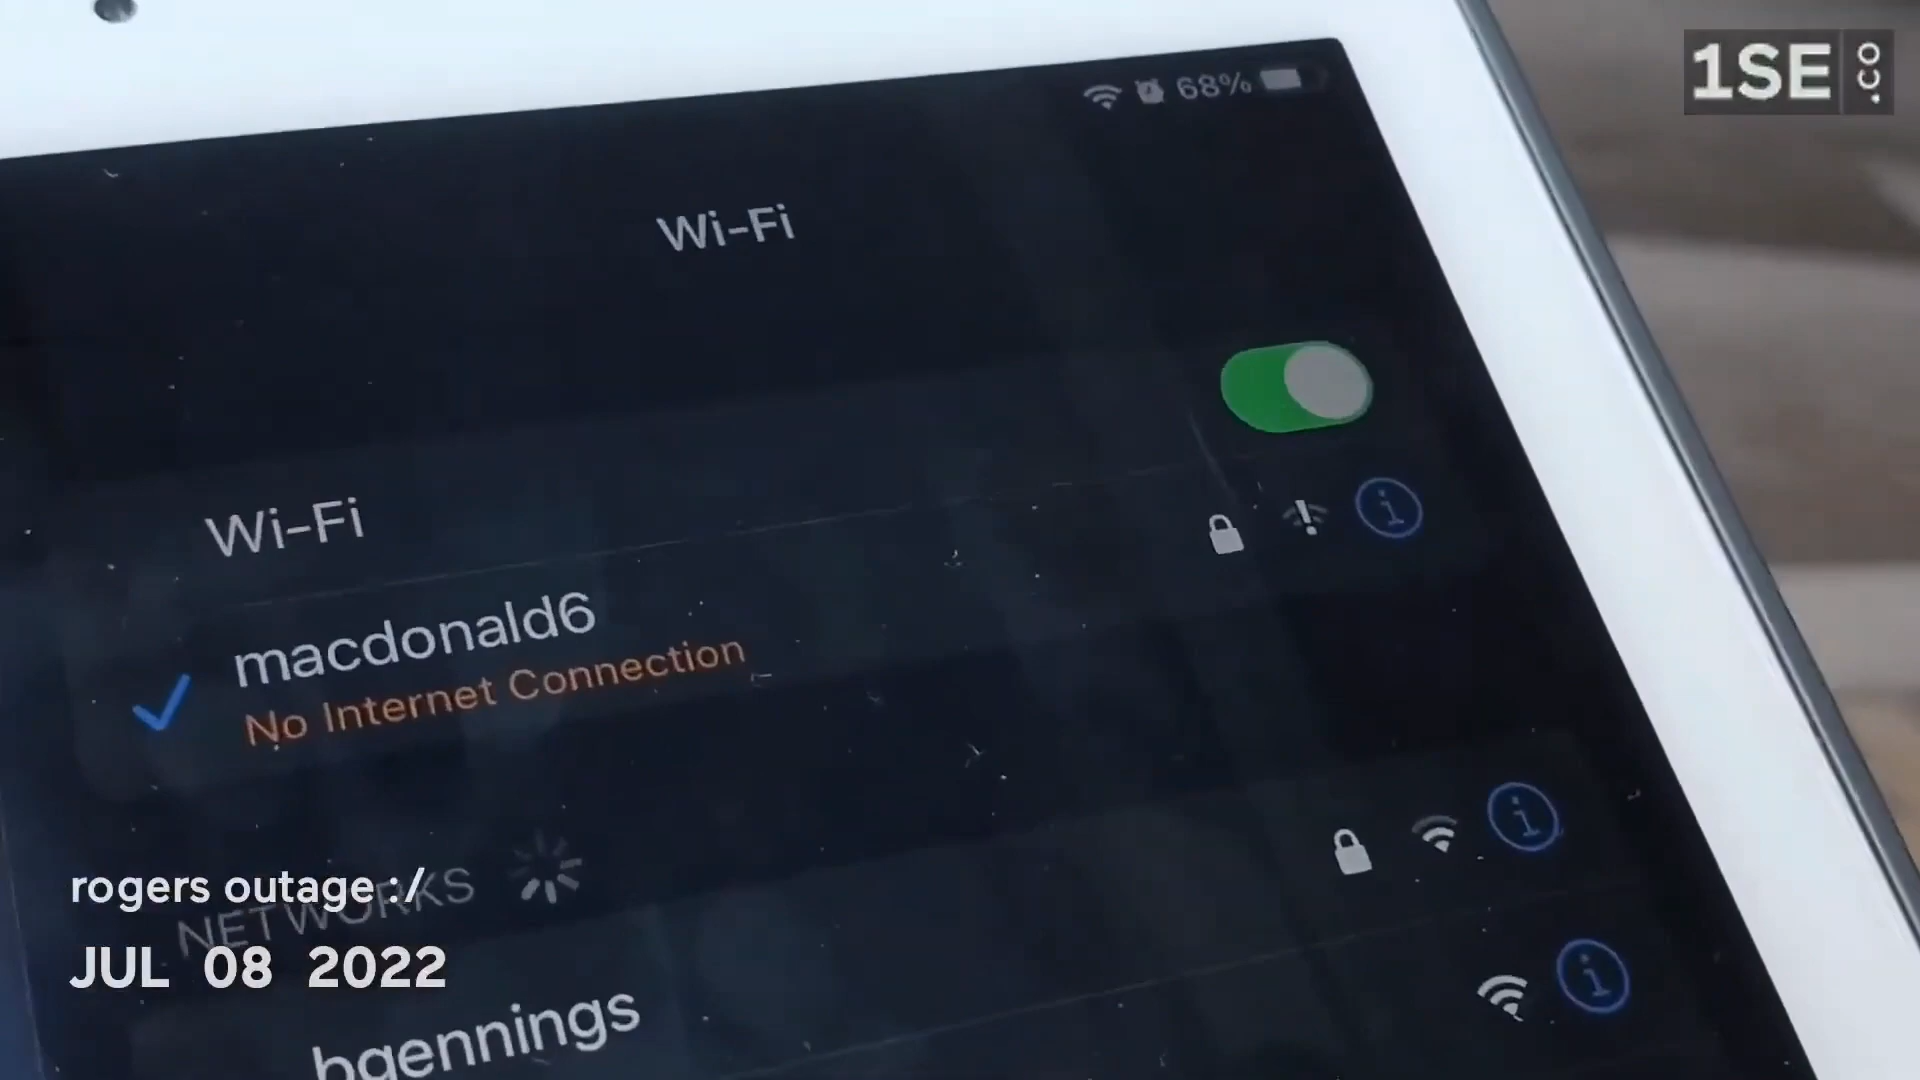 1SE .co
68%
Wi-Fi
Wi-Fi
macdonald6
No Internet Connection
NETWORKS
rogers outage :/
JUL 08 2022
bgennings